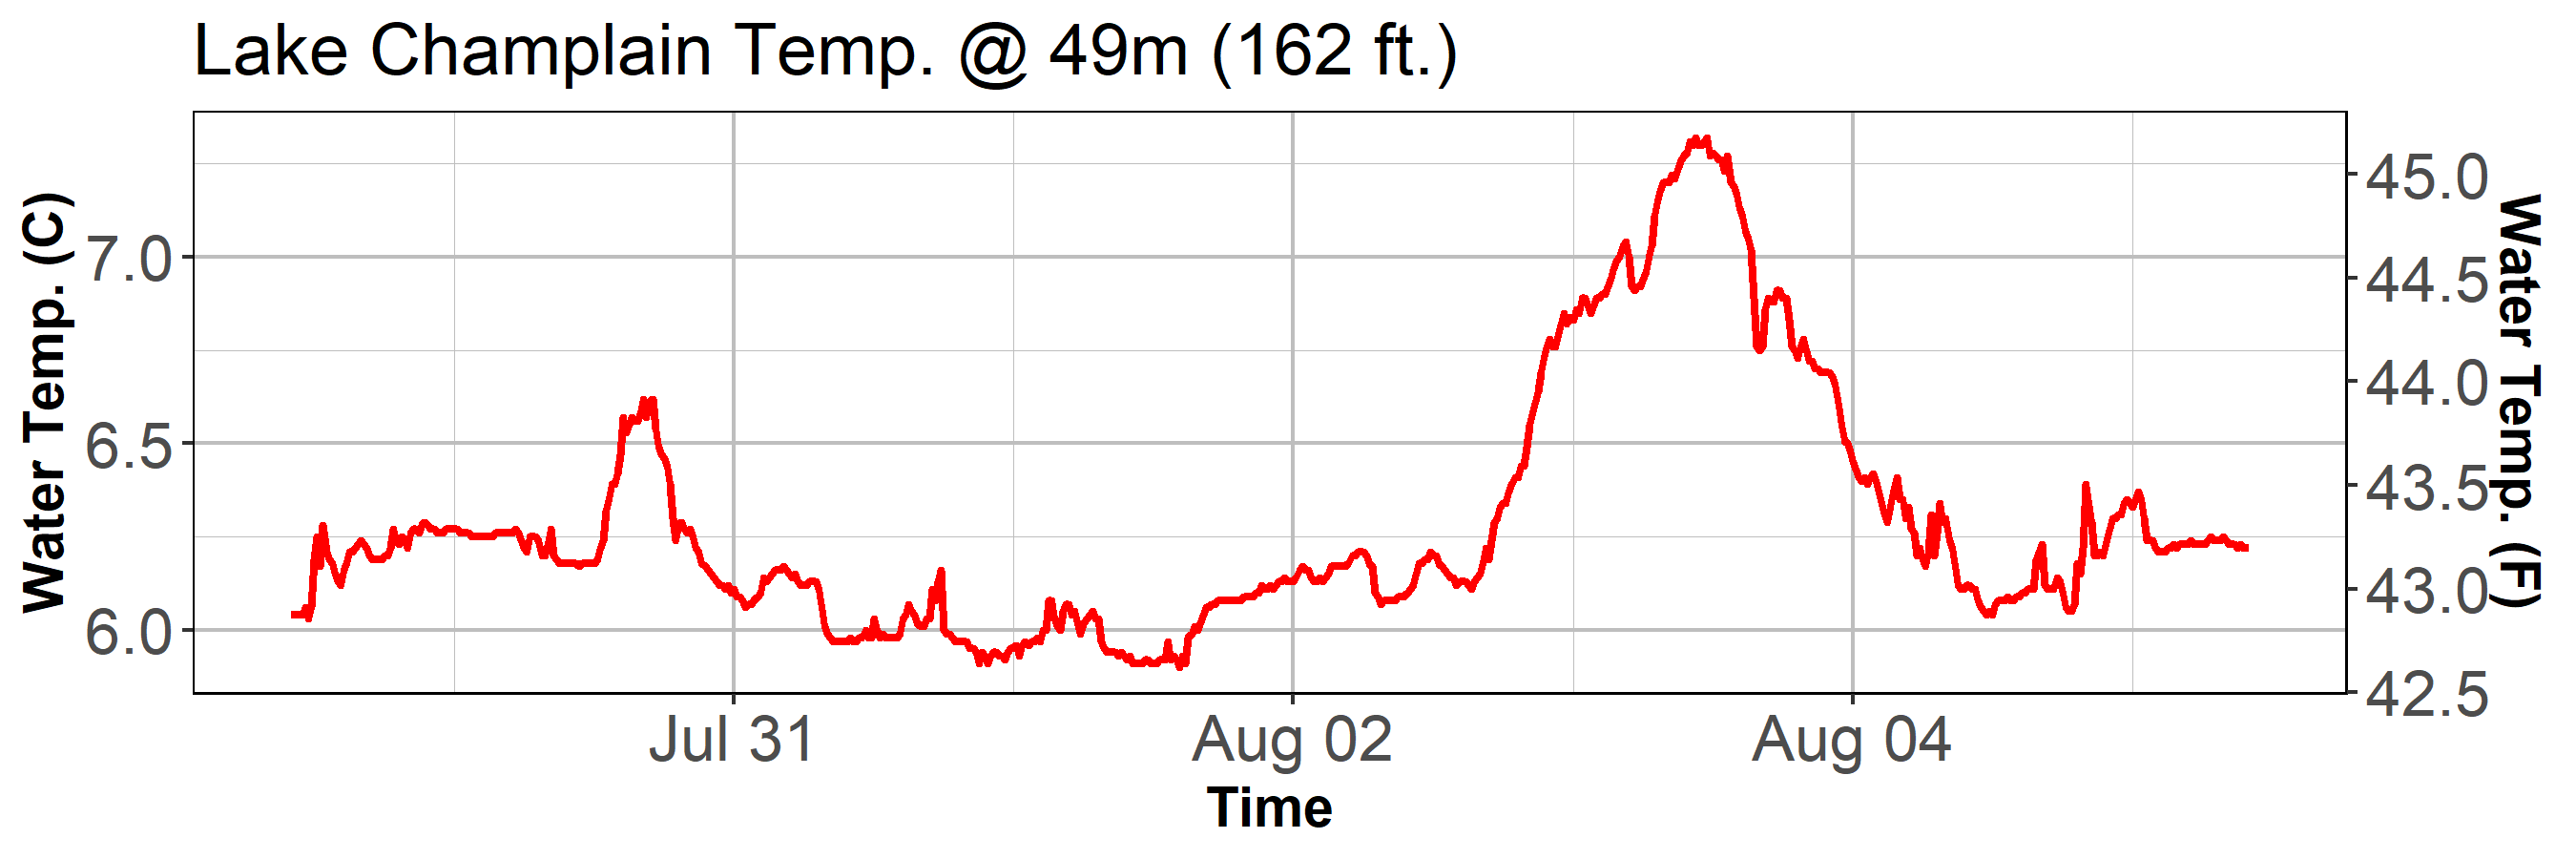 Lake Champlain Temp. @ 49m (162 ft.)
Water Temp. (C)
7.0
6.5
6.0
45.0
44.5
44.0
43.5
43.0
42.5
Water Temp. (F)
Jul 31
Aug 02
Aug 04
Time